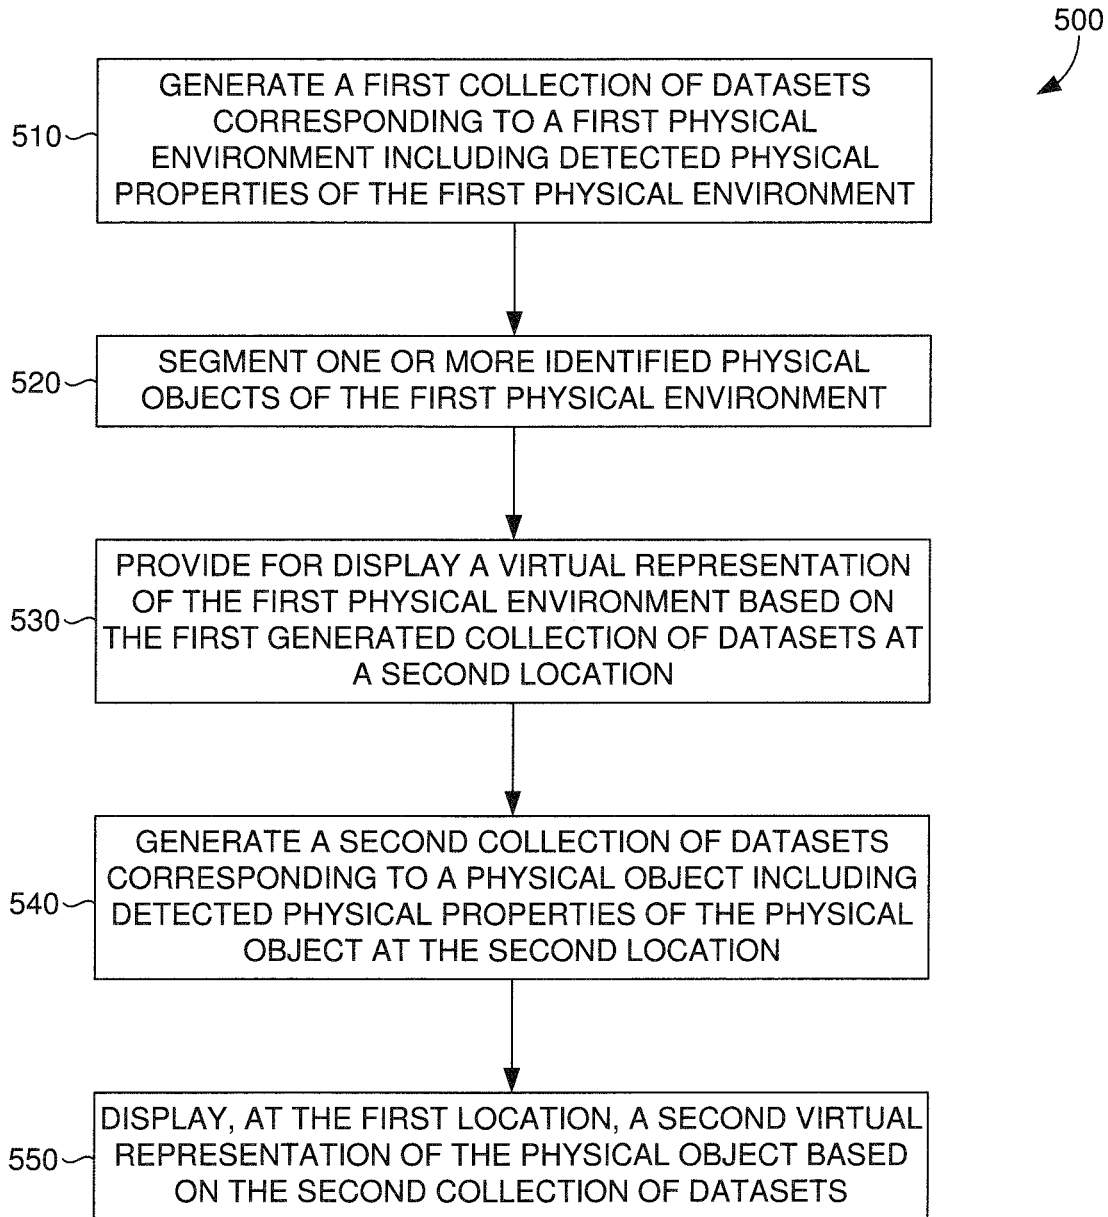 500
510
GENERATE A FIRST COLLECTION OF DATASETS
CORRESPONDING TO A FIRST PHYSICAL
ENVIRONMENT INCLUDING DETECTED PHYSICAL
PROPERTIES OF THE FIRST PHYSICAL ENVIRONMENT
520
SEGMENT ONE OR MORE IDENTIFIED PHYSICAL
OBJECTS OF THE FIRST PHYSICAL ENVIRONMENT
530
PROVIDE FOR DISPLAY A VIRTUAL REPRESENTATION
OF THE FIRST PHYSICAL ENVIRONMENT BASED ON
THE FIRST GENERATED COLLECTION OF DATASETS AT
A SECOND LOCATION
540
GENERATE A SECOND COLLECTION OF DATASETS
CORRESPONDING TO A PHYSICAL OBJECT INCLUDING
DETECTED PHYSICAL PROPERTIES OF THE PHYSICAL
OBJECT AT THE SECOND LOCATION
550
DISPLAY, AT THE FIRST LOCATION, A SECOND VIRTUAL
REPRESENTATION OF THE PHYSICAL OBJECT BASED
ON THE SECOND COLLECTION OF DATASETS